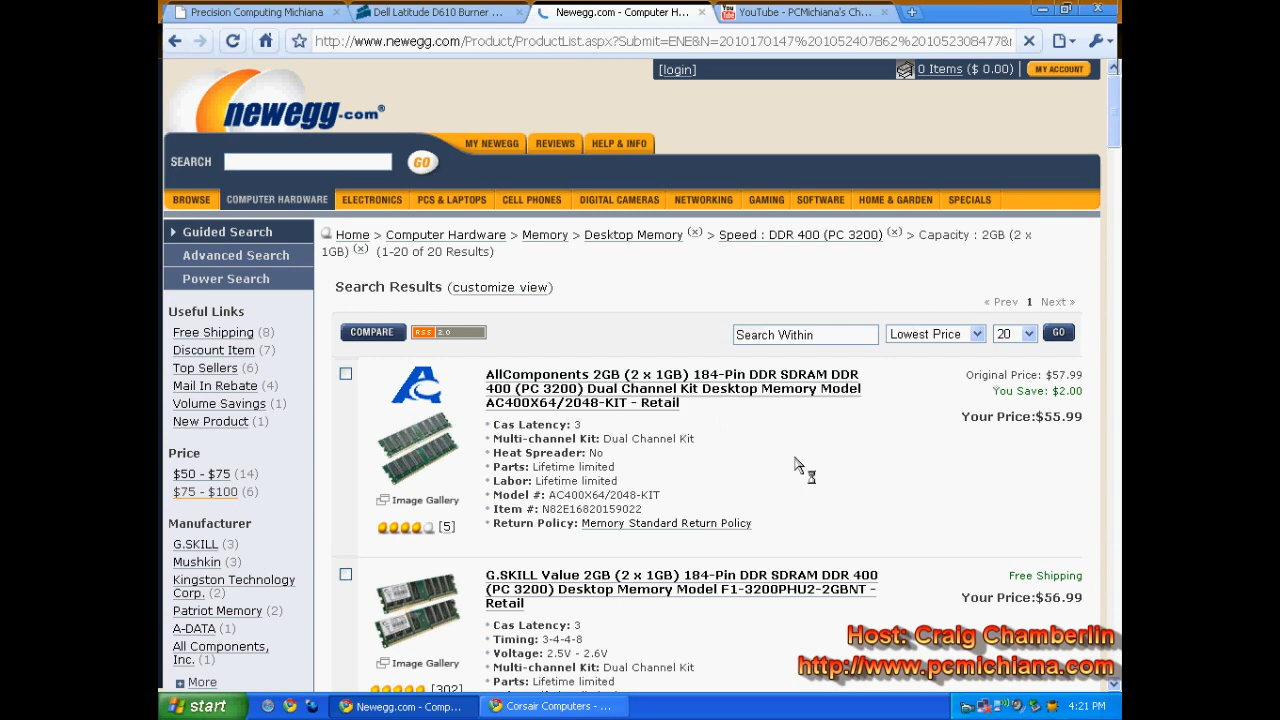 Precision Computing Michiana
Dell Latitude D610 Burner ...
Newegg.com - Computer H...
YouTube - PCMichiana's Ch...
http://www.newegg.com/Product/ProductList.aspx?Submit=ENE&N=2010170147%201052407862%201052308477&
[login]
0 Items ($ 0.00)
MY ACCOUNT
newegg.com®
MY NEWEGG
REVIEWS
HELP & INFO
SEARCH
GO
BROWSE
COMPUTER HARDWARE
ELECTRONICS
PCS & LAPTOPS
CELL PHONES
DIGITAL CAMERAS
NETWORKING
GAMING
SOFTWARE
HOME & GARDEN
SPECIALS
Guided Search
Advanced Search
Power Search
Useful Links
Free Shipping (8)
Discount Item (7)
Top Sellers (6)
Mail In Rebate (4)
Volume Savings (1)
New Product (1)
Price
$50 - $75 (14)
$75 - $100 (6)
Manufacturer
G.SKILL (3)
Mushkin (3)
Kingston Technology
Corp. (2)
Patriot Memory (2)
A-DATA (1)
All Components,
Inc. (1)
More
Home > Computer Hardware > Memory > Desktop Memory (x) > Speed : DDR 400 (PC 3200) (x) > Capacity : 2GB (2 x
1GB) (x) (1-20 of 20 Results)
Search Results (customize view)
« Prev 1 Next »
COMPARE
RSS 2.0
Search Within
Lowest Price
20
GO
AllComponents 2GB (2 x 1GB) 184-Pin DDR SDRAM DDR
400 (PC 3200) Dual Channel Kit Desktop Memory Model
AC400X64/2048-KIT - Retail
Cas Latency: 3
Multi-channel Kit: Dual Channel Kit
Heat Spreader: No
Parts: Lifetime limited
Labor: Lifetime limited
Model #: AC400X64/2048-KIT
Item #: N82E16820159022
Return Policy: Memory Standard Return Policy
Image Gallery
[5]
Original Price: $57.99
You Save: $2.00
Your Price:$55.99
G.SKILL Value 2GB (2 x 1GB) 184-Pin DDR SDRAM DDR 400
(PC 3200) Desktop Memory Model F1-3200PHU2-2GBNT -
Retail
Cas Latency: 3
Timing: 3-4-4-8
Voltage: 2.5V - 2.6V
Multi-channel Kit: Dual Channel Kit
Parts: Lifetime limited
Image Gallery
[302]
Free Shipping
Your Price:$56.99
Host: Craig Chamberlin
http://www.pcmichiana.com
start
Newegg.com - Comp...
Corsair Computers - ...
4:21 PM